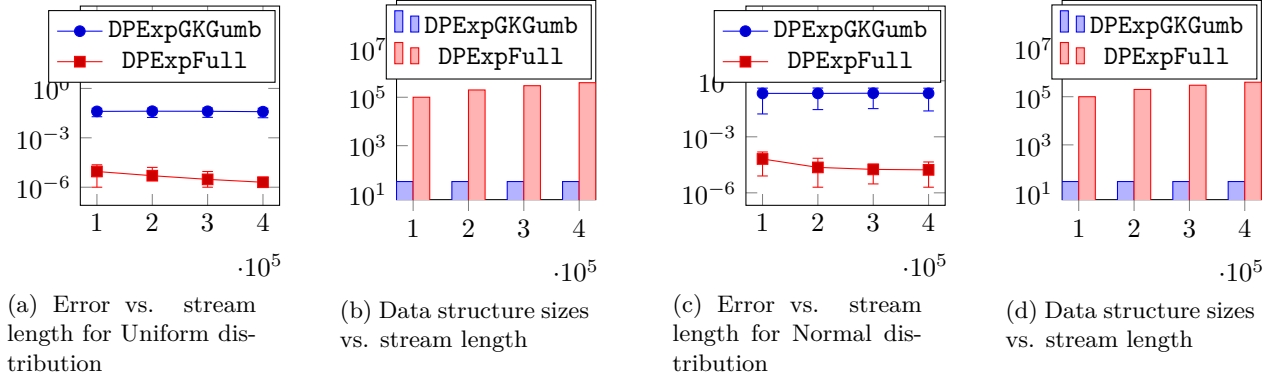 DPExpGKGumb
DPExpFull
10^0
10^−3
10^−6
1 2 3 4
·10^5
(a) Error vs. stream
length for Uniform dis-
tribution
DPExpGKGumb
DPExpFull
10^7
10^5
10^3
10^1
1 2 3 4
·10^5
(b) Data structure sizes
vs. stream length
DPExpGKGumb
DPExpFull
10^0
10^−3
10^−6
1 2 3 4
·10^5
(c) Error vs. stream
length for Normal dis-
tribution
DPExpGKGumb
DPExpFull
10^7
10^5
10^3
10^1
1 2 3 4
·10^5
(d) Data structure sizes
vs. stream length